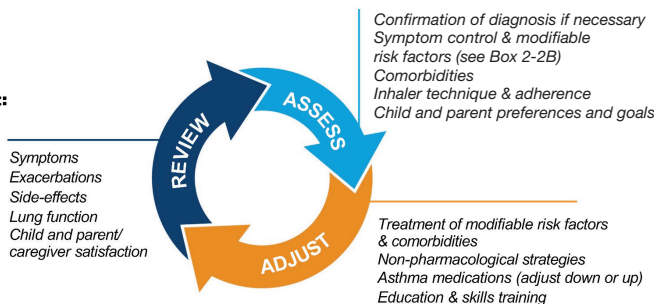 Confirmation of diagnosis if necessary
Symptom control & modifiable
risk factors (see Box 2-2B)
Comorbidities
Inhaler technique & adherence
Child and parent preferences and goals
ASSESS
REVIEW
Symptoms
Exacerbations
Side-effects
Lung function
Child and parent/
caregiver satisfaction
ADJUST
Treatment of modifiable risk factors
& comorbidities
Non-pharmacological strategies
Asthma medications (adjust down or up)
Education & skills training